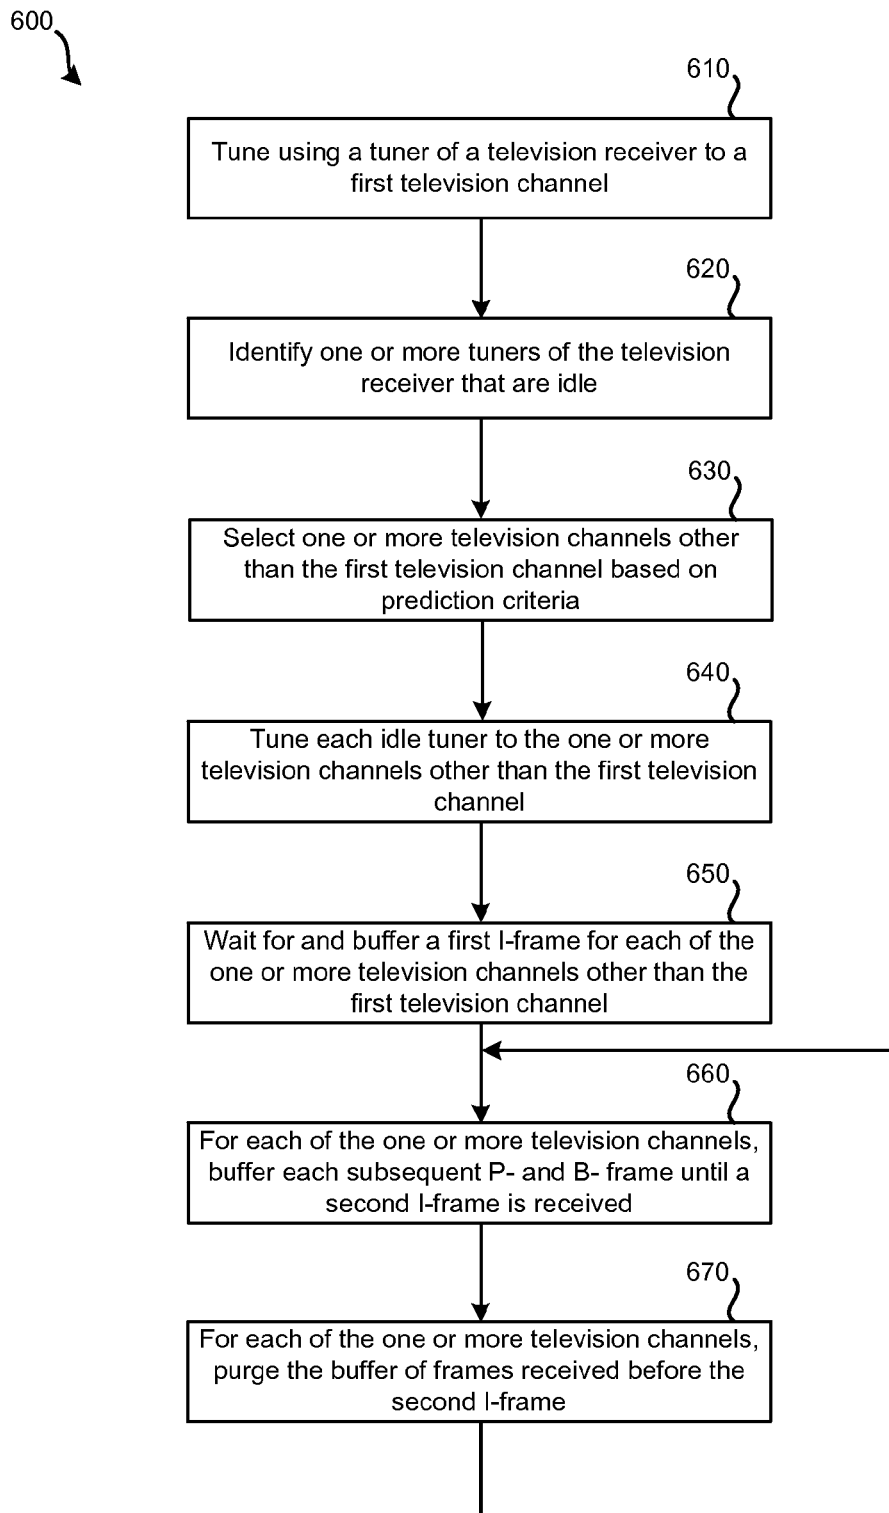 600
610
Tune using a tuner of a television receiver to a
first television channel
620
Identify one or more tuners of the television
receiver that are idle
630
Select one or more television channels other
than the first television channel based on
prediction criteria
640
Tune each idle tuner to the one or more
television channels other than the first television
channel
650
Wait for and buffer a first I-frame for each of the
one or more television channels other than the
first television channel
660
For each of the one or more television channels,
buffer each subsequent P- and B- frame until a
second I-frame is received
670
For each of the one or more television channels,
purge the buffer of frames received before the
second I-frame